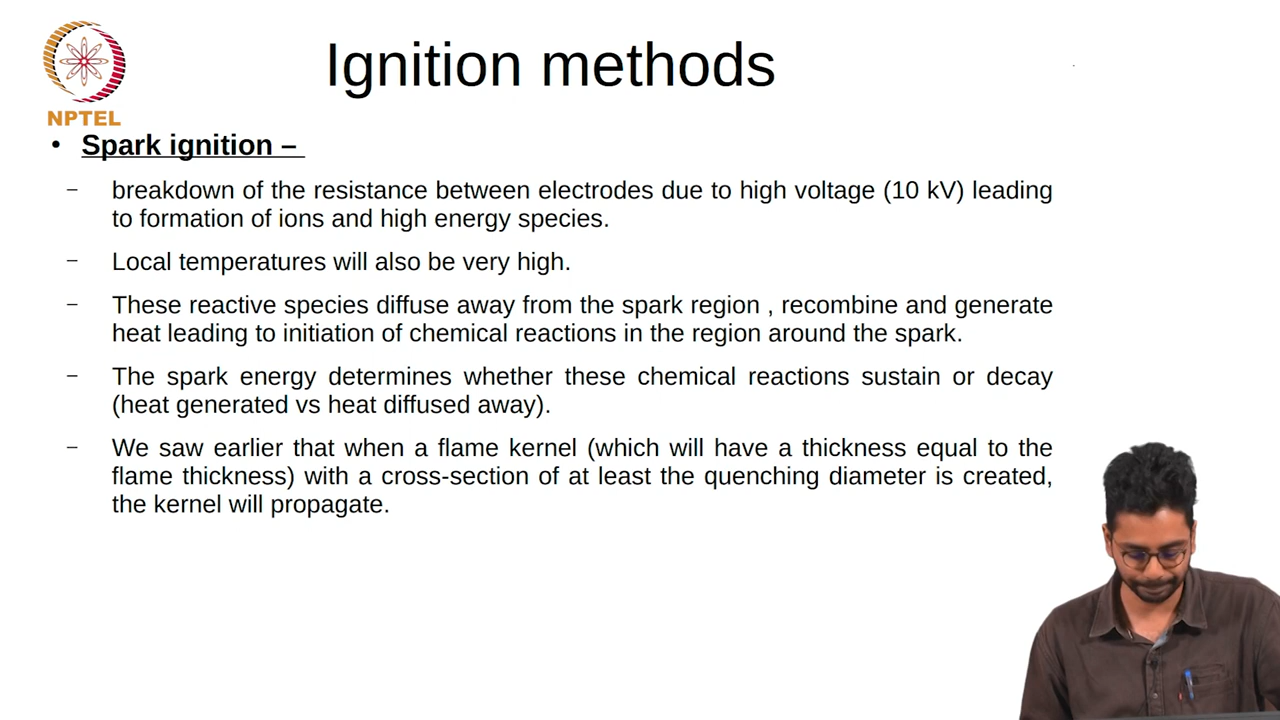 Ignition methods
NPTEL
• Spark ignition –
– breakdown of the resistance between electrodes due to high voltage (10 kV) leading
to formation of ions and high energy species.
– Local temperatures will also be very high.
– These reactive species diffuse away from the spark region , recombine and generate
heat leading to initiation of chemical reactions in the region around the spark.
– The spark energy determines whether these chemical reactions sustain or decay
(heat generated vs heat diffused away).
– We saw earlier that when a flame kernel (which will have a thickness equal to the
flame thickness) with a cross-section of at least the quenching diameter is created,
the kernel will propagate.